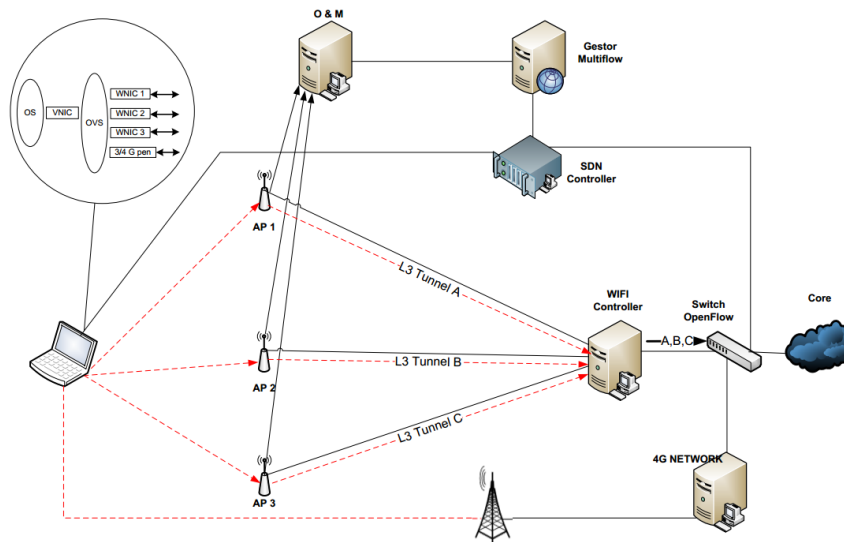 O & M
Gestor
Multiflow
OS
VNIC
OVS
WNIC 1
WNIC 2
WNIC 3
3/4 G pen
SDN
Controller
AP 1
L3 Tunnel A
WIFI
Controller
A,B,C
Switch
OpenFlow
Core
AP 2
L3 Tunnel B
L3 Tunnel C
AP 3
4G NETWORK